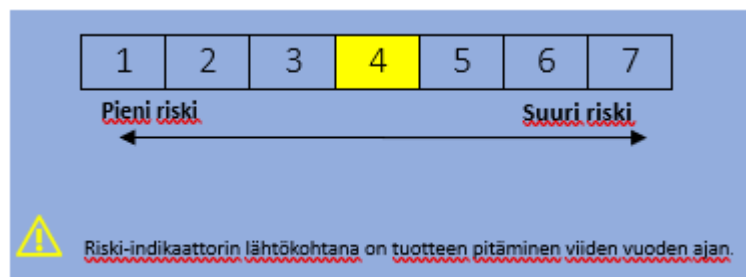 1 2 3 4 5 6 7
Pieni riski Suuri riski
Riski-indikaattorin lähtökohtana on tuotteen pitäminen viiden vuoden ajan.